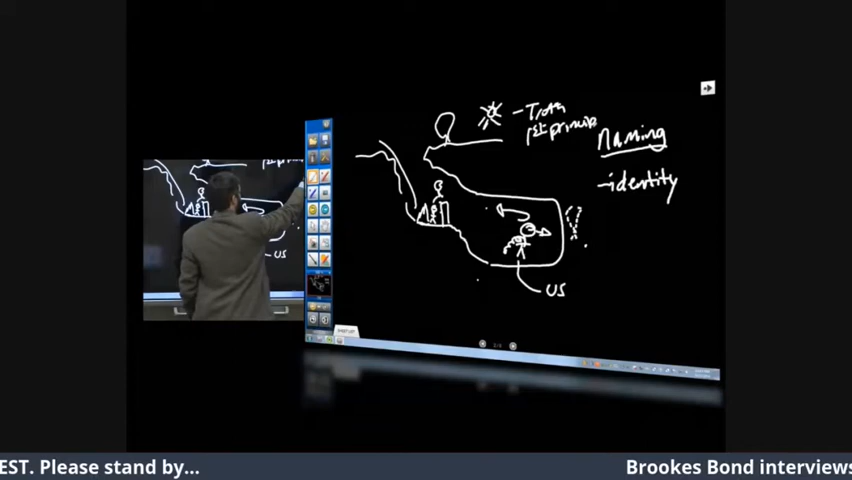 - Truth
1st princip
Naming
- identity
US
EST. Please stand by...
Brookes Bond interviews